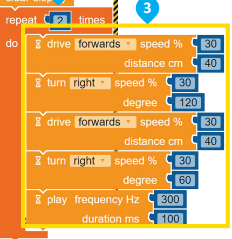 clear disp
3
repeat 2 times
do
drive forwards speed % 30
distance cm 40
turn right speed % 30
degree 120
drive forwards speed % 30
distance cm 40
turn right speed % 30
degree 60
play frequency Hz 300
duration ms 100